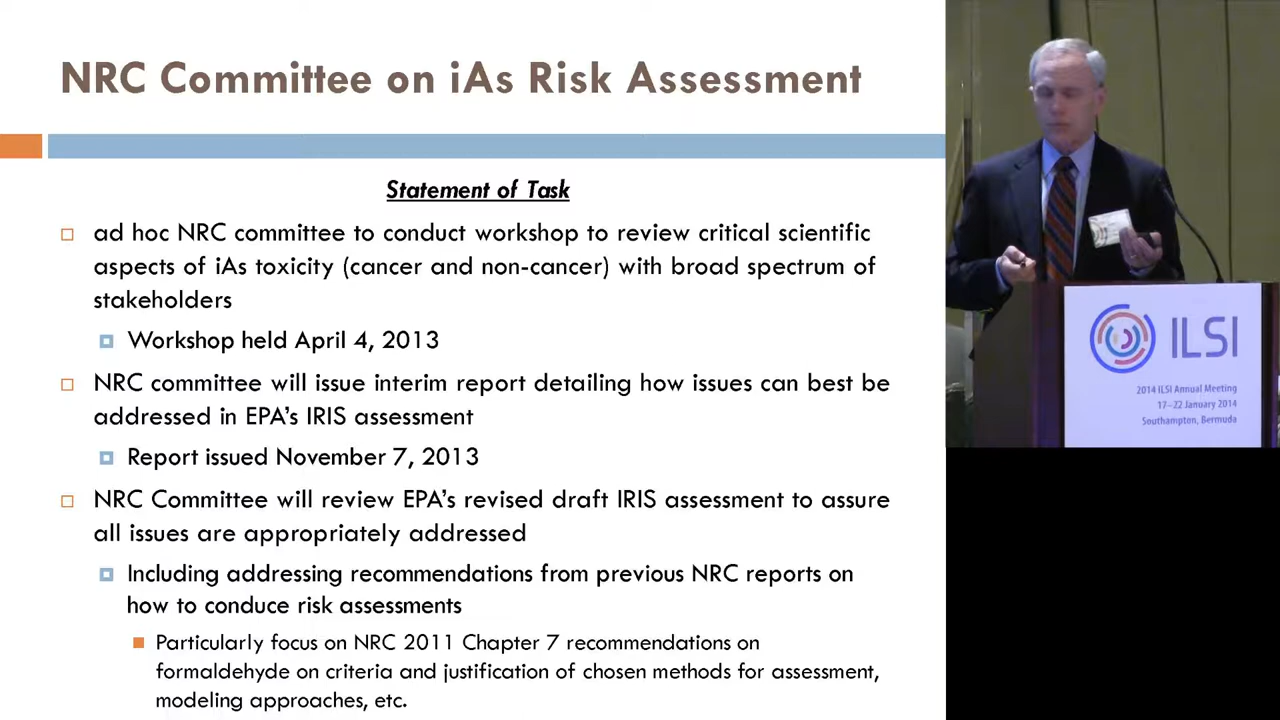 NRC Committee on iAs Risk Assessment
Statement of Task
ad hoc NRC committee to conduct workshop to review critical scientific
aspects of iAs toxicity (cancer and non-cancer) with broad spectrum of
stakeholders
Workshop held April 4, 2013
NRC committee will issue interim report detailing how issues can best be
addressed in EPA's IRIS assessment
Report issued November 7, 2013
NRC Committee will review EPA's revised draft IRIS assessment to assure
all issues are appropriately addressed
Including addressing recommendations from previous NRC reports on
how to conduce risk assessments
Particularly focus on NRC 2011 Chapter 7 recommendations on
formaldehyde on criteria and justification of chosen methods for assessment,
modeling approaches, etc.
ILSI
2014 ILSI Annual Meeting
17–22 January 2014
Southampton, Bermuda